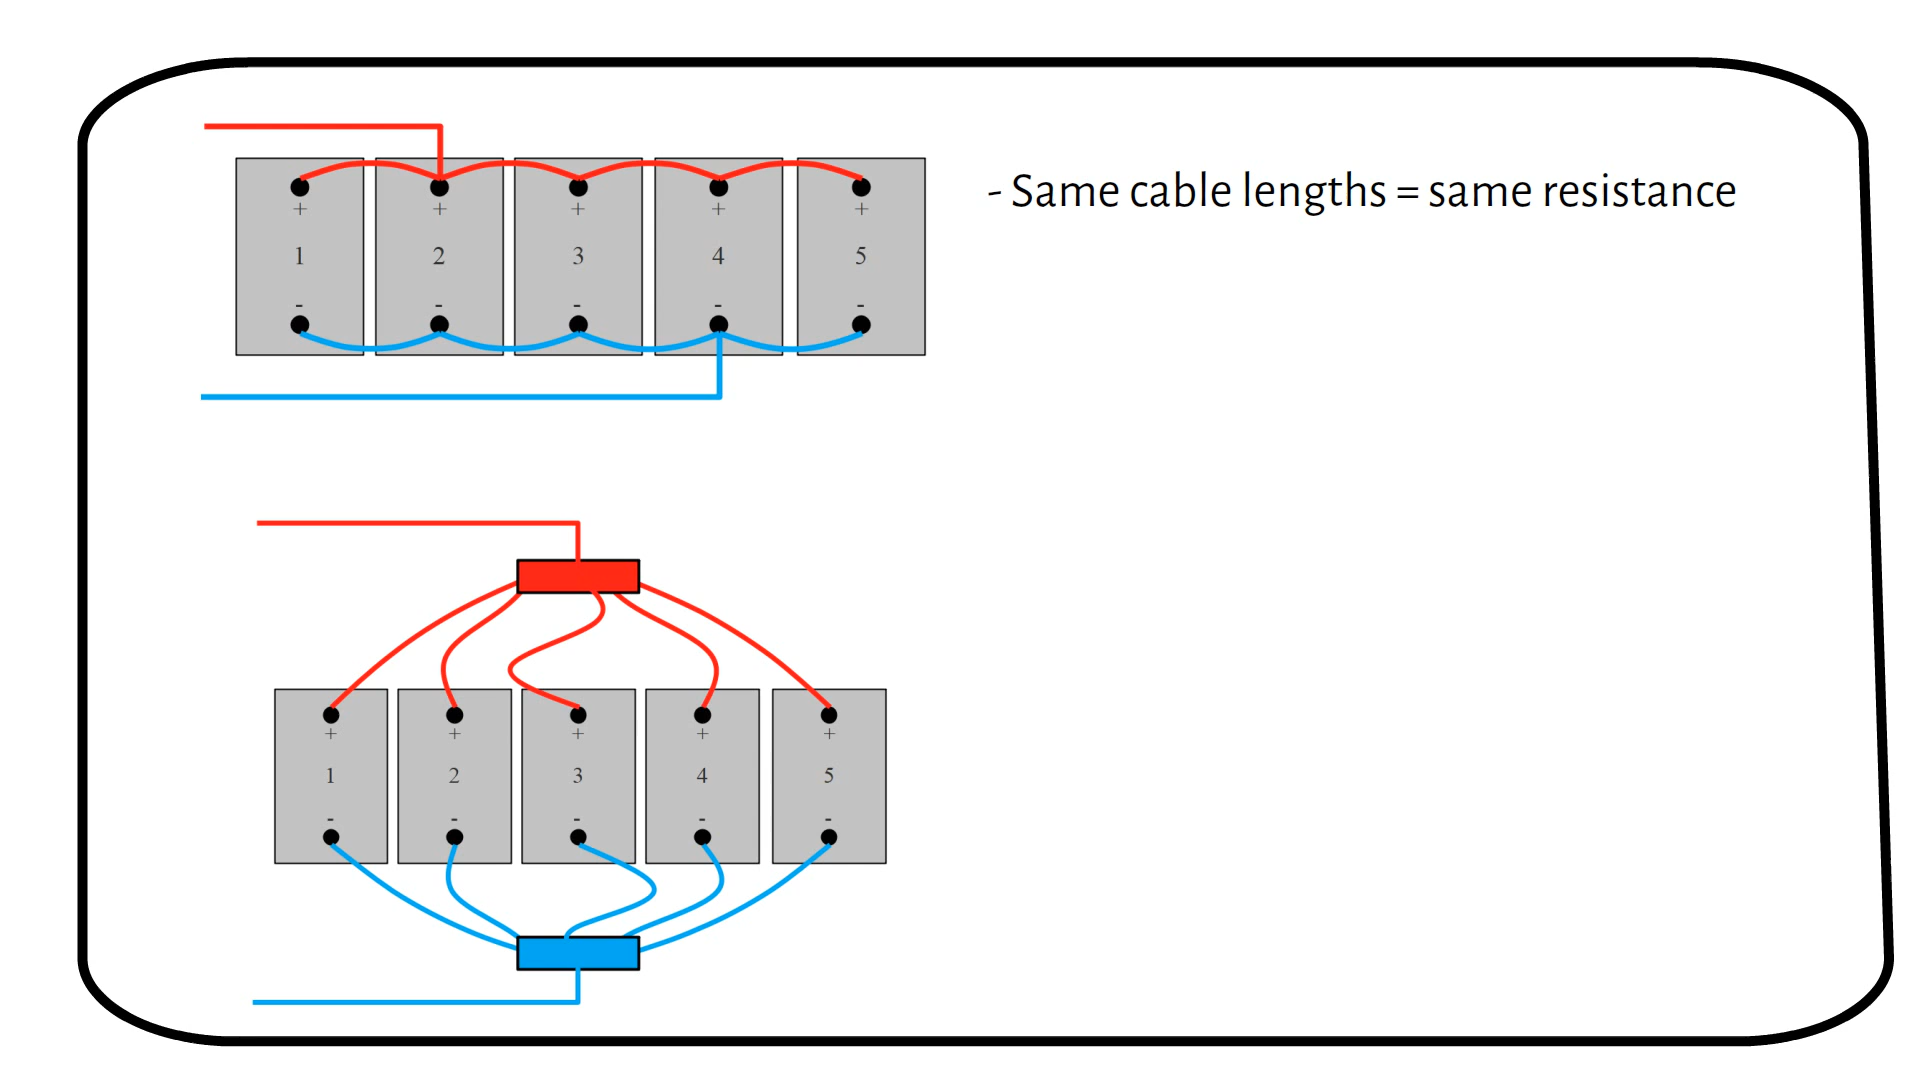 - Same cable lengths = same resistance
+ + + + +
1 2 3 4 5
- - - - -
+ + + + +
1 2 3 4 5
- - - - -